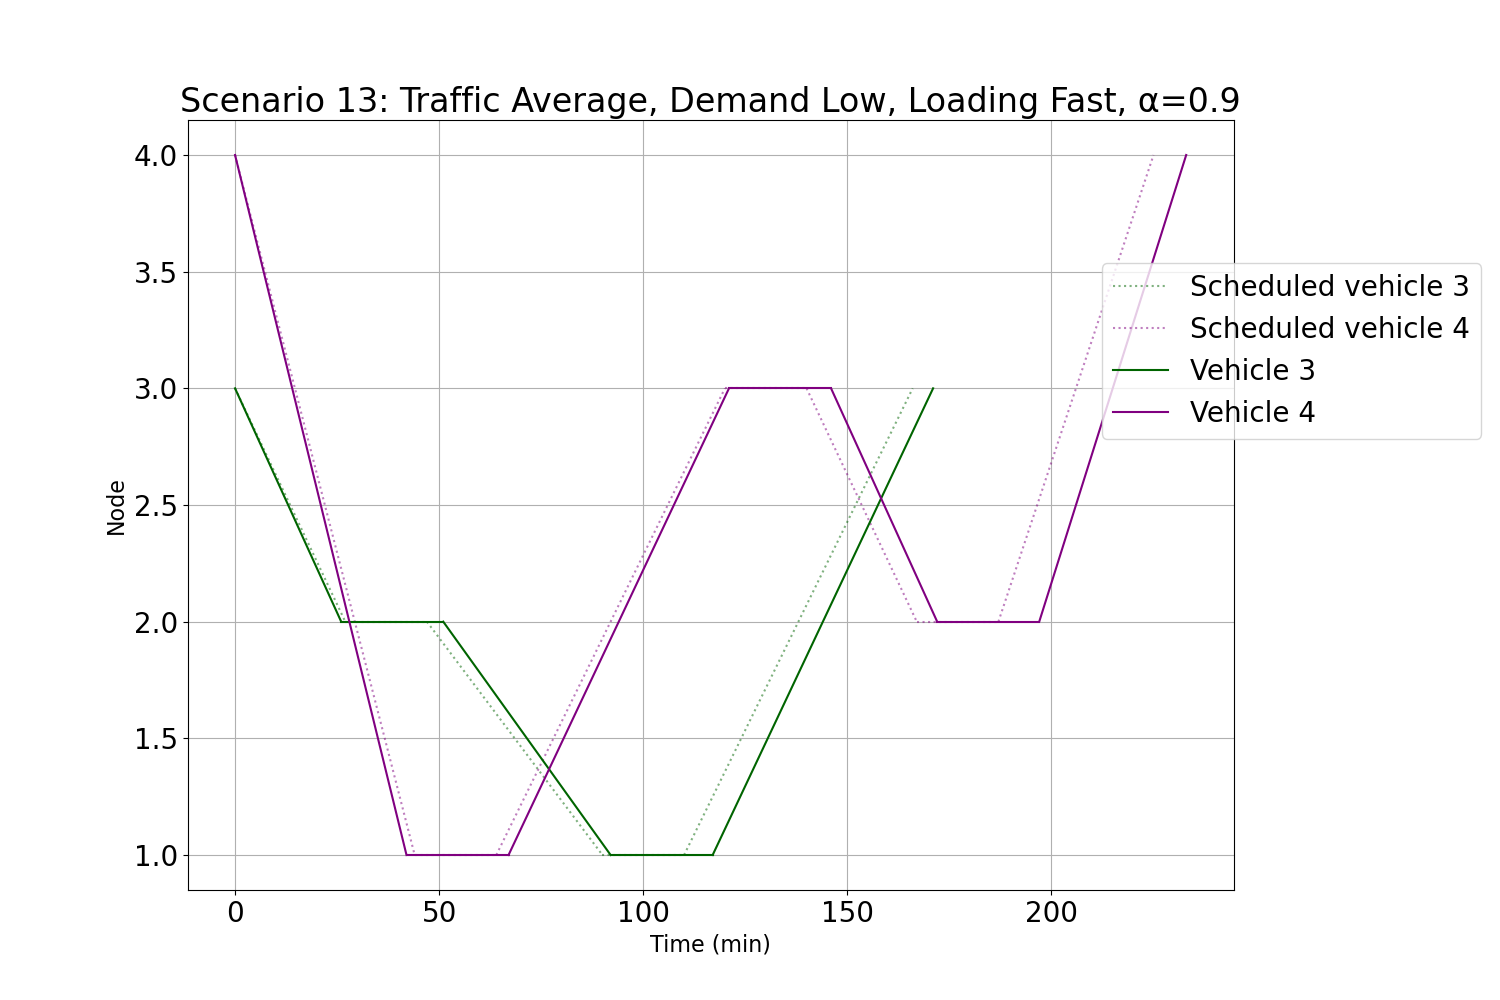 Scenario 13: Traffic Average, Demand Low, Loading Fast, α=0.9
4.0
3.5
3.0
2.5
2.0
1.5
1.0
Node
0 50 100 150 200
Time (min)
Scheduled vehicle 3
Scheduled vehicle 4
Vehicle 3
Vehicle 4